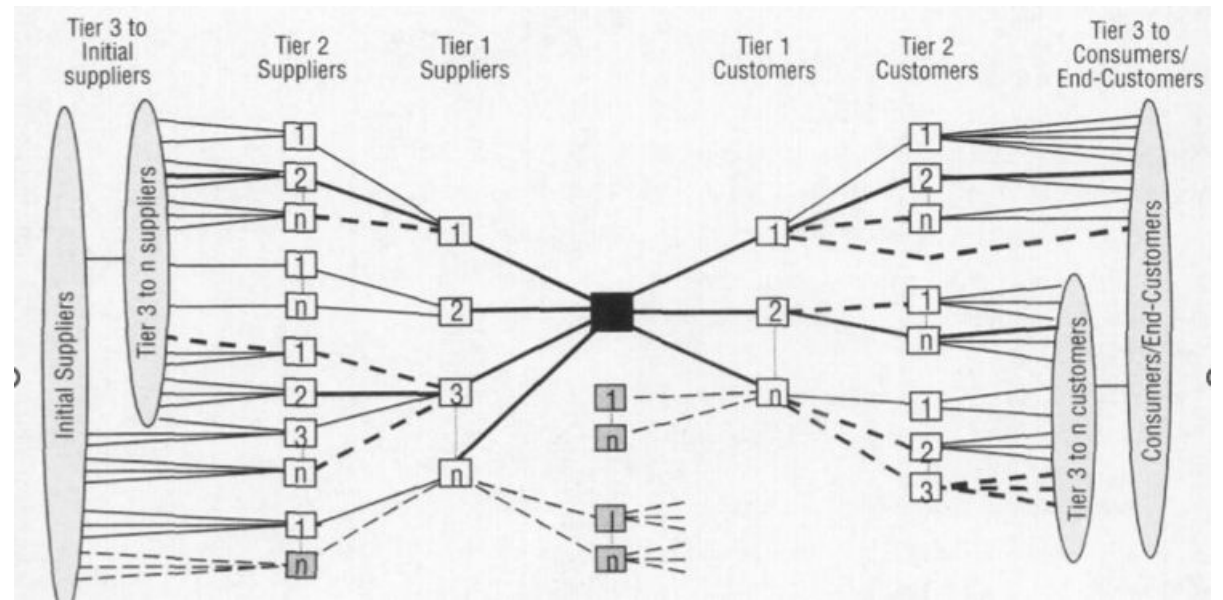 Tier 3 to
Initial
suppliers
Tier 2
Suppliers
Tier 1
Suppliers
Tier 1
Customers
Tier 2
Customers
Tier 3 to
Consumers/
End-Customers
Initial Suppliers
Tier 3 to n suppliers
1
2
n
1
n
1
2
3
n
1
n
1
2
3
n
1
n
n
1
2
n
1
2
n
1
n
1
2
3
Tier 3 to n customers
Consumers/End-Customers